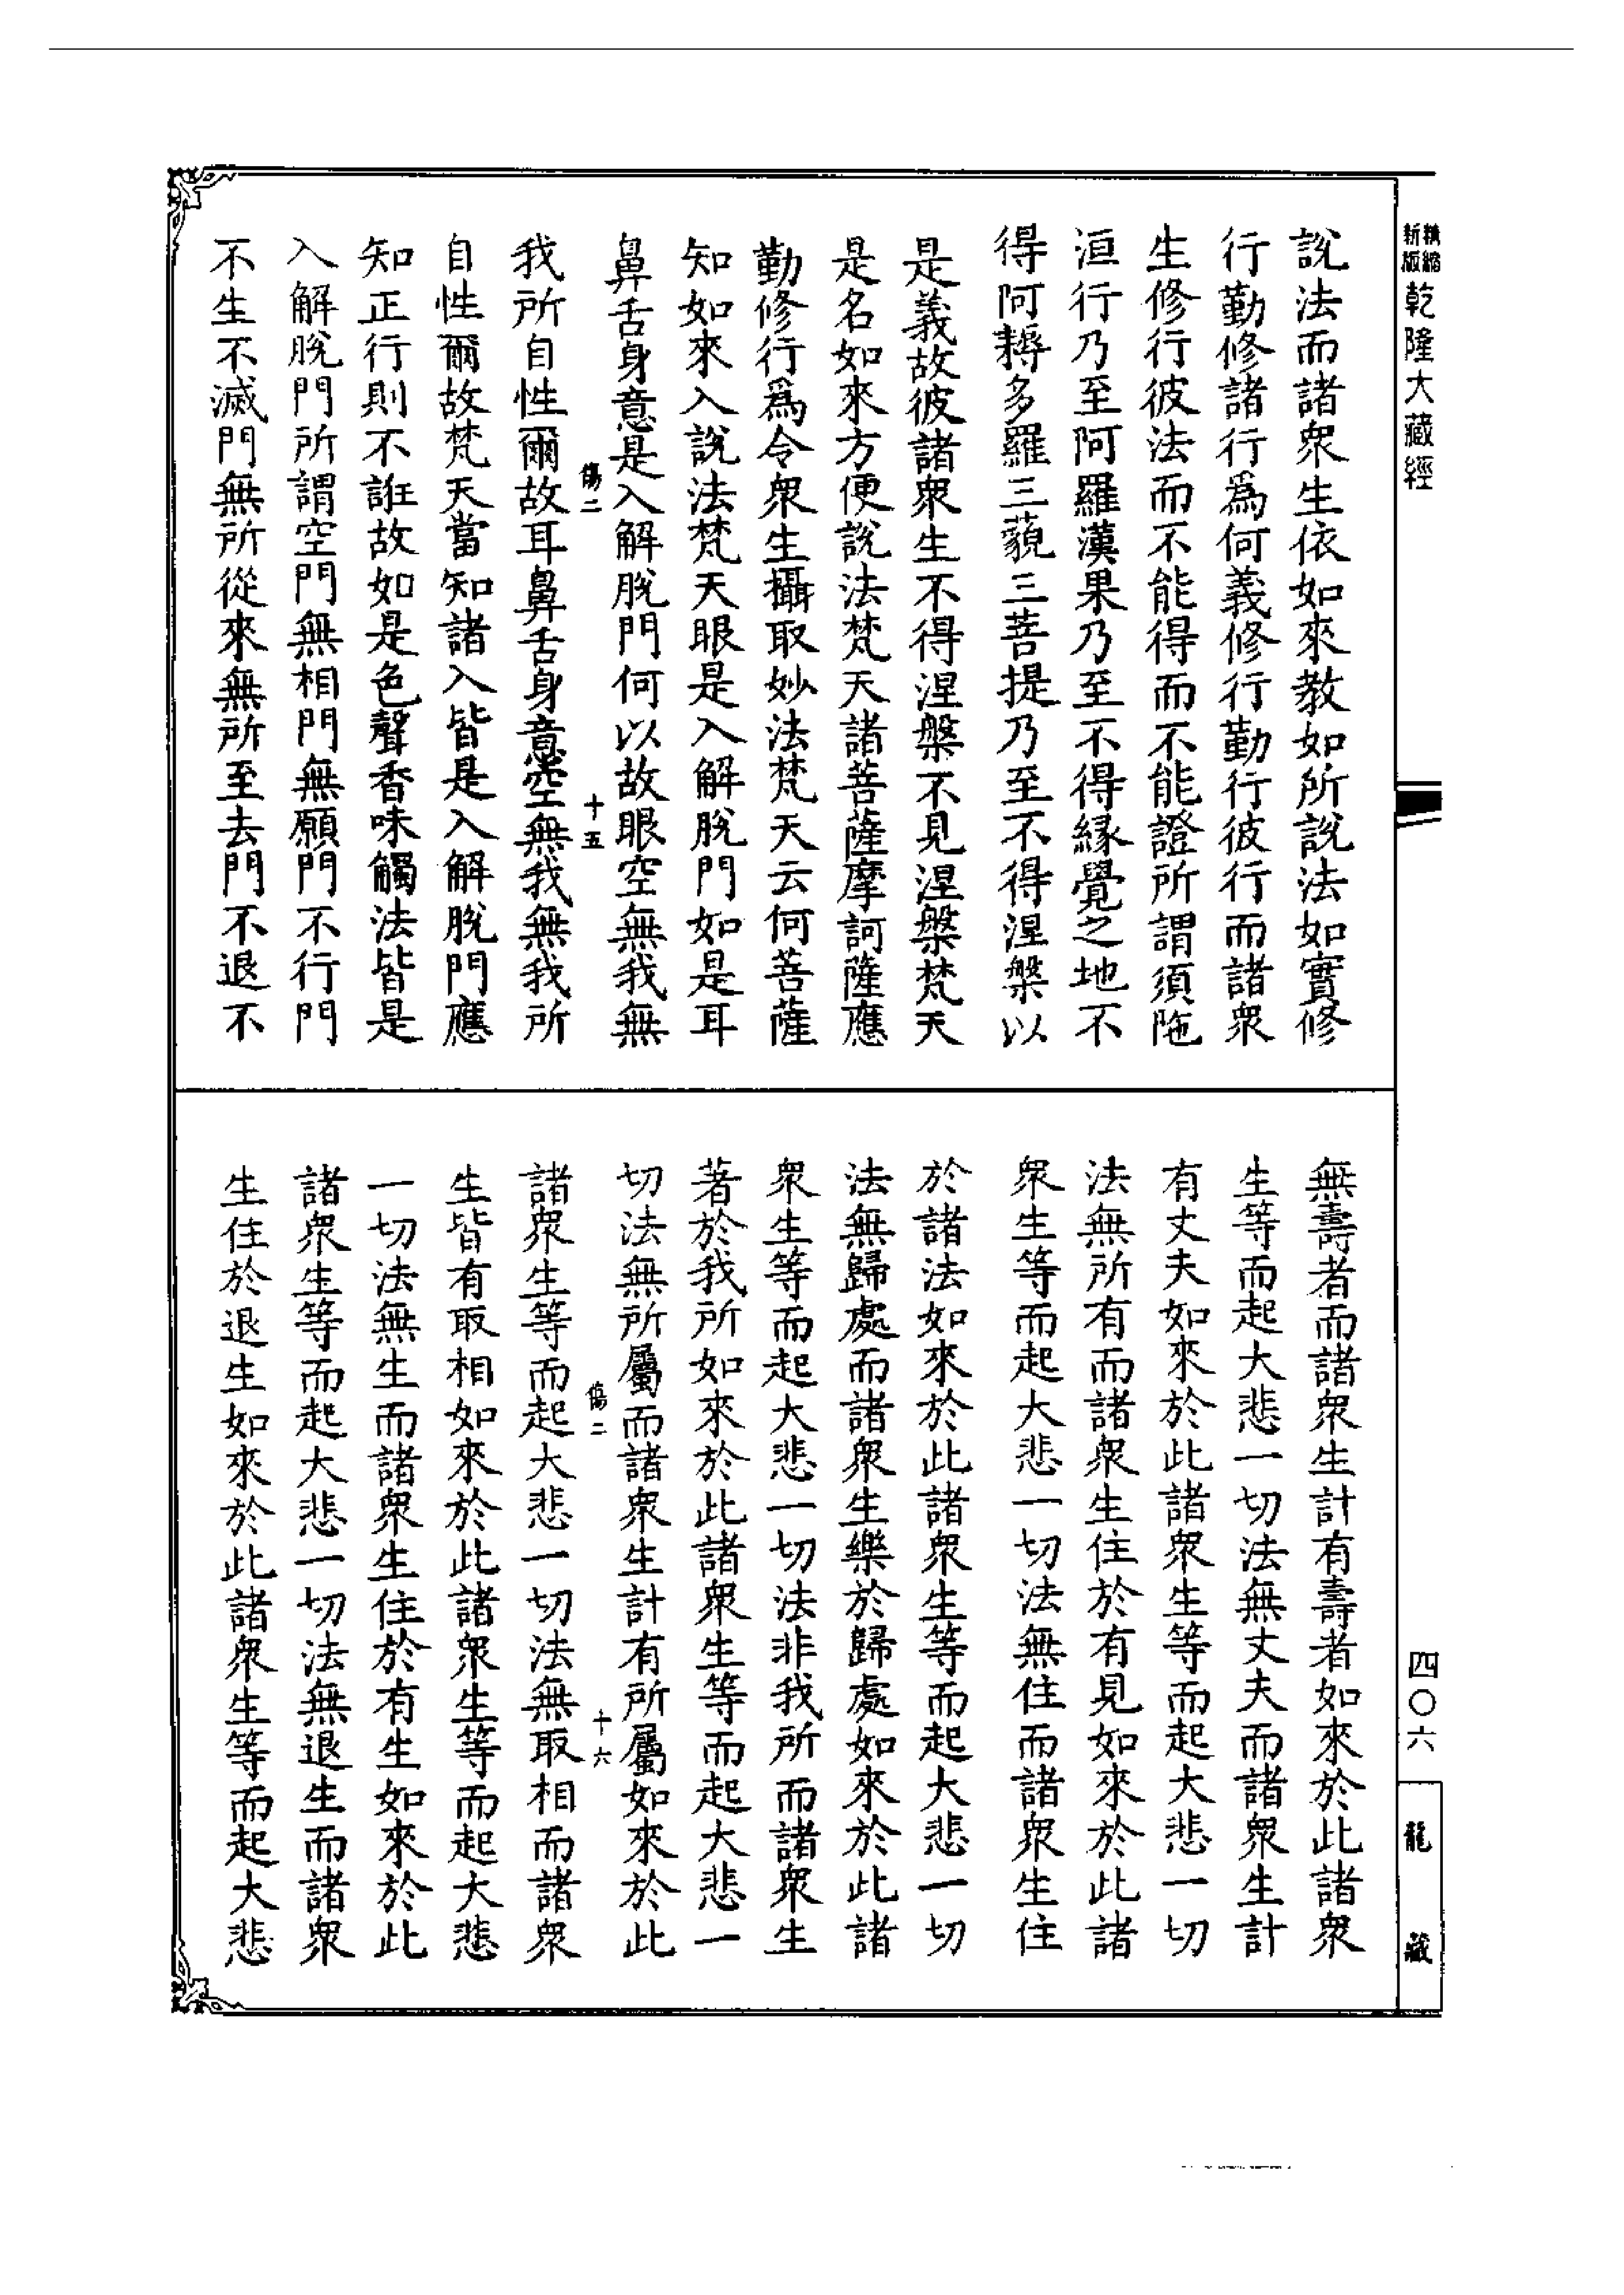 精縮新版乾隆大藏經
說法而諸衆生依如來教如所說法如實修
行勤修諸行爲何義修行勤行彼行而諸衆
生修行彼法而不能得而不能證所謂須陁
洹行乃至阿羅漢果乃至不得緣覺之地不
得阿耨多羅三藐三菩提乃至不得涅槃以
是義故彼諸衆生不得涅槃不見涅槃梵天
是名如來方便說法梵天諸菩薩摩訶薩應
勤修行爲令衆生攝取妙法梵天云何菩薩
知如來入說法梵天眼是入解脫門如是耳
鼻舌身意是入解脫門何以故眼空無我無
傷二
十五
我所自性爾故耳鼻舌身意空無我無我所
自性爾故梵天當知諸入皆是入解脫門應
知正行則不誑故如是色聲香味觸法皆是
入解脫門所謂空門無相門無願門不行門
不生不滅門無所從來無所至去門不退不
無壽者而諸衆生計有壽者如來於此諸衆
生等而起大悲一切法無丈夫而諸衆生計
有丈夫如來於此諸衆生等而起大悲一切
法無所有而諸衆生住於有見如來於此諸
衆生等而起大悲一切法無住而諸衆生住
於諸法如來於此諸衆生等而起大悲一切
法無歸處而諸衆生樂於歸處如來於此諸
衆生等而起大悲一切法非我所而諸衆生
著於我所如來於此諸衆生等而起大悲一
切法無所屬而諸衆生計有所屬如來於此
傷二
十六
諸衆生等而起大悲一切法無取相而諸衆
生皆有取相如來於此諸衆生等而起大悲
一切法無生而諸衆生住於有生如來於此
諸衆生等而起大悲一切法無退生而諸衆
生住於退生如來於此諸衆生等而起大悲
四〇六
龍藏